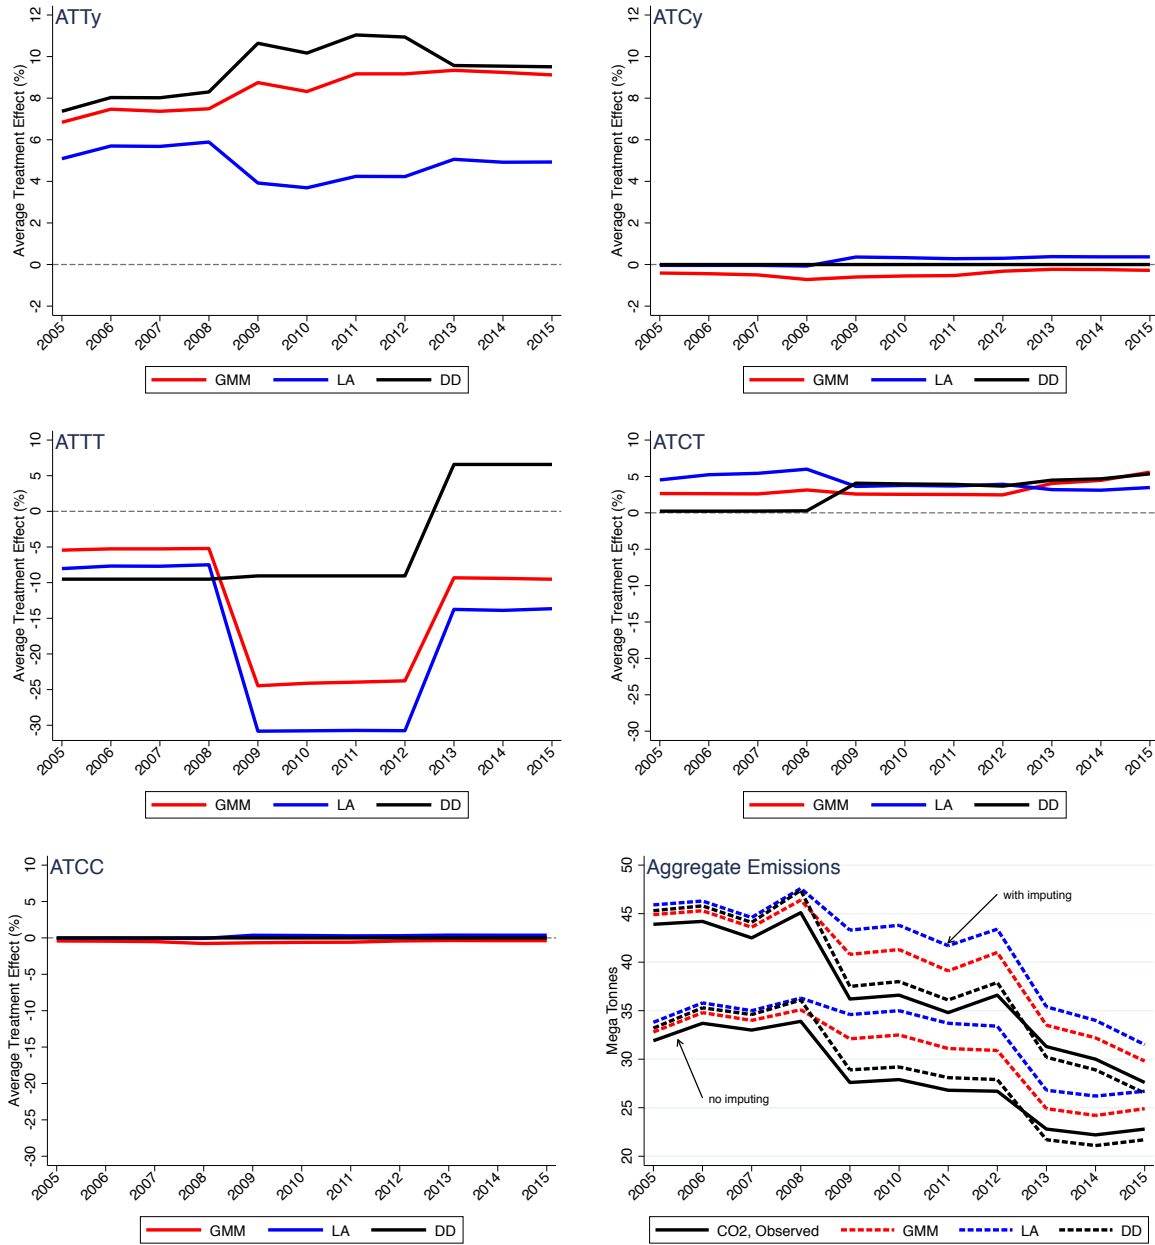 ATTy
Average Treatment Effect (%)
12
10
8
6
4
2
0
-2
2005 2006 2007 2008 2009 2010 2011 2012 2013 2014 2015
GMM LA DD
ATCy
Average Treatment Effect (%)
12
10
8
6
4
2
0
-2
2005 2006 2007 2008 2009 2010 2011 2012 2013 2014 2015
GMM LA DD
ATTT
Average Treatment Effect (%)
10
5
0
-5
-10
-15
-20
-25
-30
2005 2006 2007 2008 2009 2010 2011 2012 2013 2014 2015
GMM LA DD
ATCT
Average Treatment Effect (%)
10
5
0
-5
-10
-15
-20
-25
-30
2005 2006 2007 2008 2009 2010 2011 2012 2013 2014 2015
GMM LA DD
ATCC
Average Treatment Effect (%)
10
5
0
-5
-10
-15
-20
-25
-30
2005 2006 2007 2008 2009 2010 2011 2012 2013 2014 2015
GMM LA DD
Aggregate Emissions
Mega Tonnes
50
45
40
35
30
25
20
with imputing
no imputing
2005 2006 2007 2008 2009 2010 2011 2012 2013 2014 2015
CO2, Observed GMM LA DD